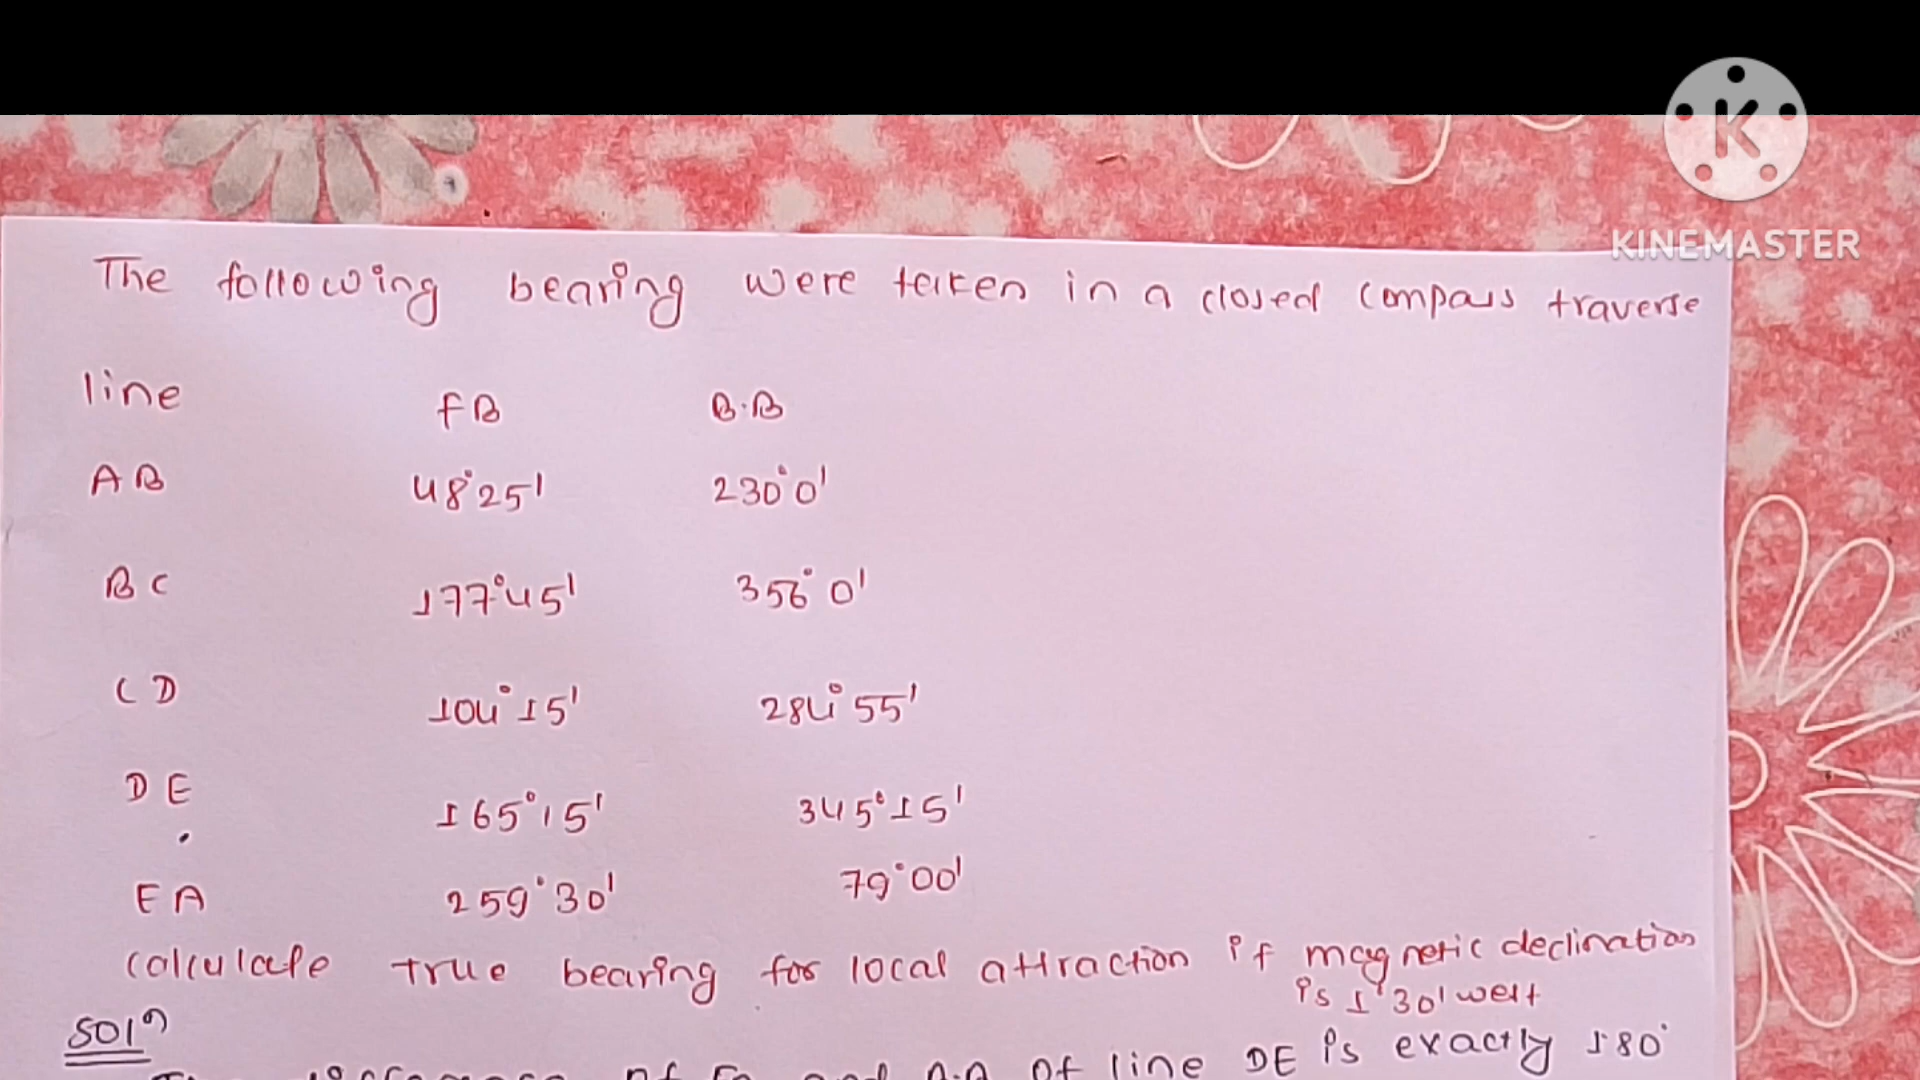 KINEMASTER
The following bearing were taken in a closed compass traverse
line FB B.B
AB 48°25' 230°0'
BC 177°45' 356°0'
CD 104°15' 284°55'
DE 165°15' 345°15'
EA 259°30' 79°00'
calculate true bearing for local attraction if magnetic declination
is 1°30' west
Solⁿ
of line DE is exactly 180°